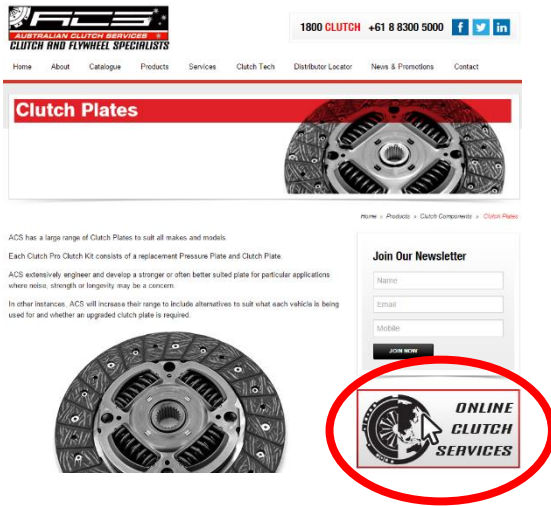 ACS
AUSTRALIAN CLUTCH SERVICES
CLUTCH AND FLYWHEEL SPECIALISTS
1800 CLUTCH +61 8 8300 5000 f in
Home About Catalogue Products Services Clutch Tech Distributor Locator News & Promotions Contact
Clutch Plates
Home » Products » Clutch Components » Clutch Plates
ACS has a large range of Clutch Plates to suit all makes and models.
Each Clutch Pro Clutch Kit consists of a replacement Pressure Plate and Clutch Plate.
ACS extensively engineer and develop a stronger or often better suited plate for particular applications
where noise, strength or longevity may be a concern.
In other instances, ACS will increase their range to include alternatives to suit what each vehicle is being
used for and whether an upgraded clutch plate is required.
Join Our Newsletter
Name
Email
Mobile
JOIN NOW
ONLINE
CLUTCH
SERVICES